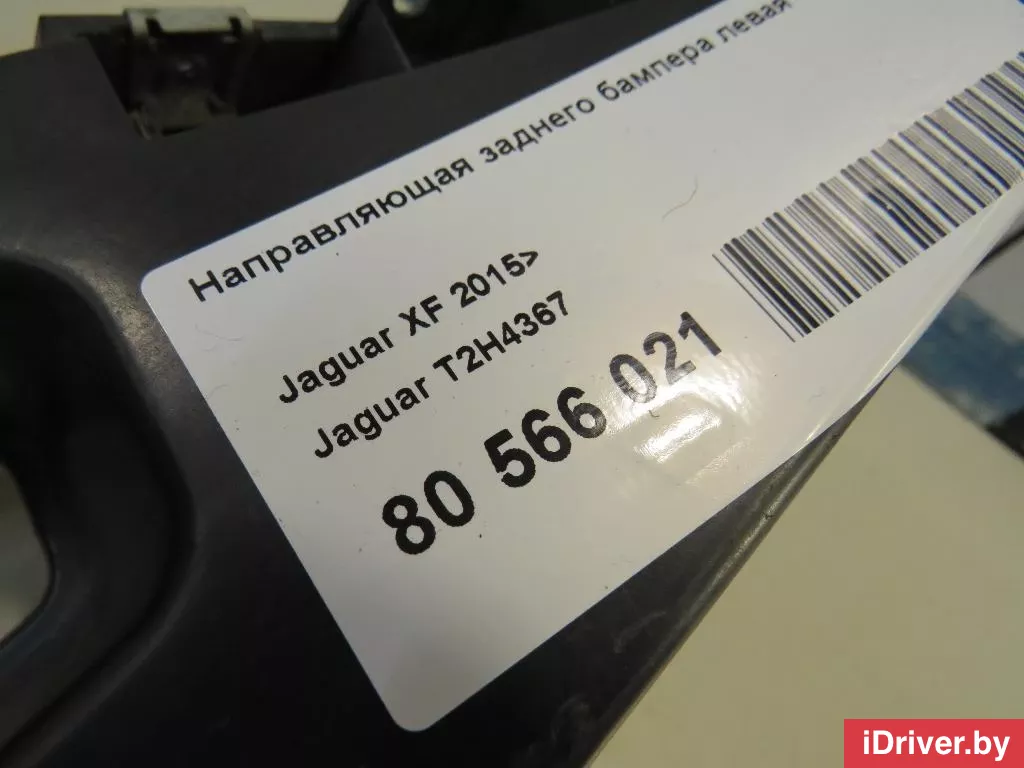 Направляющая заднего бампера левая
Jaguar XF 2015>
Jaguar T2H4367
80 566 021
iDriver.by